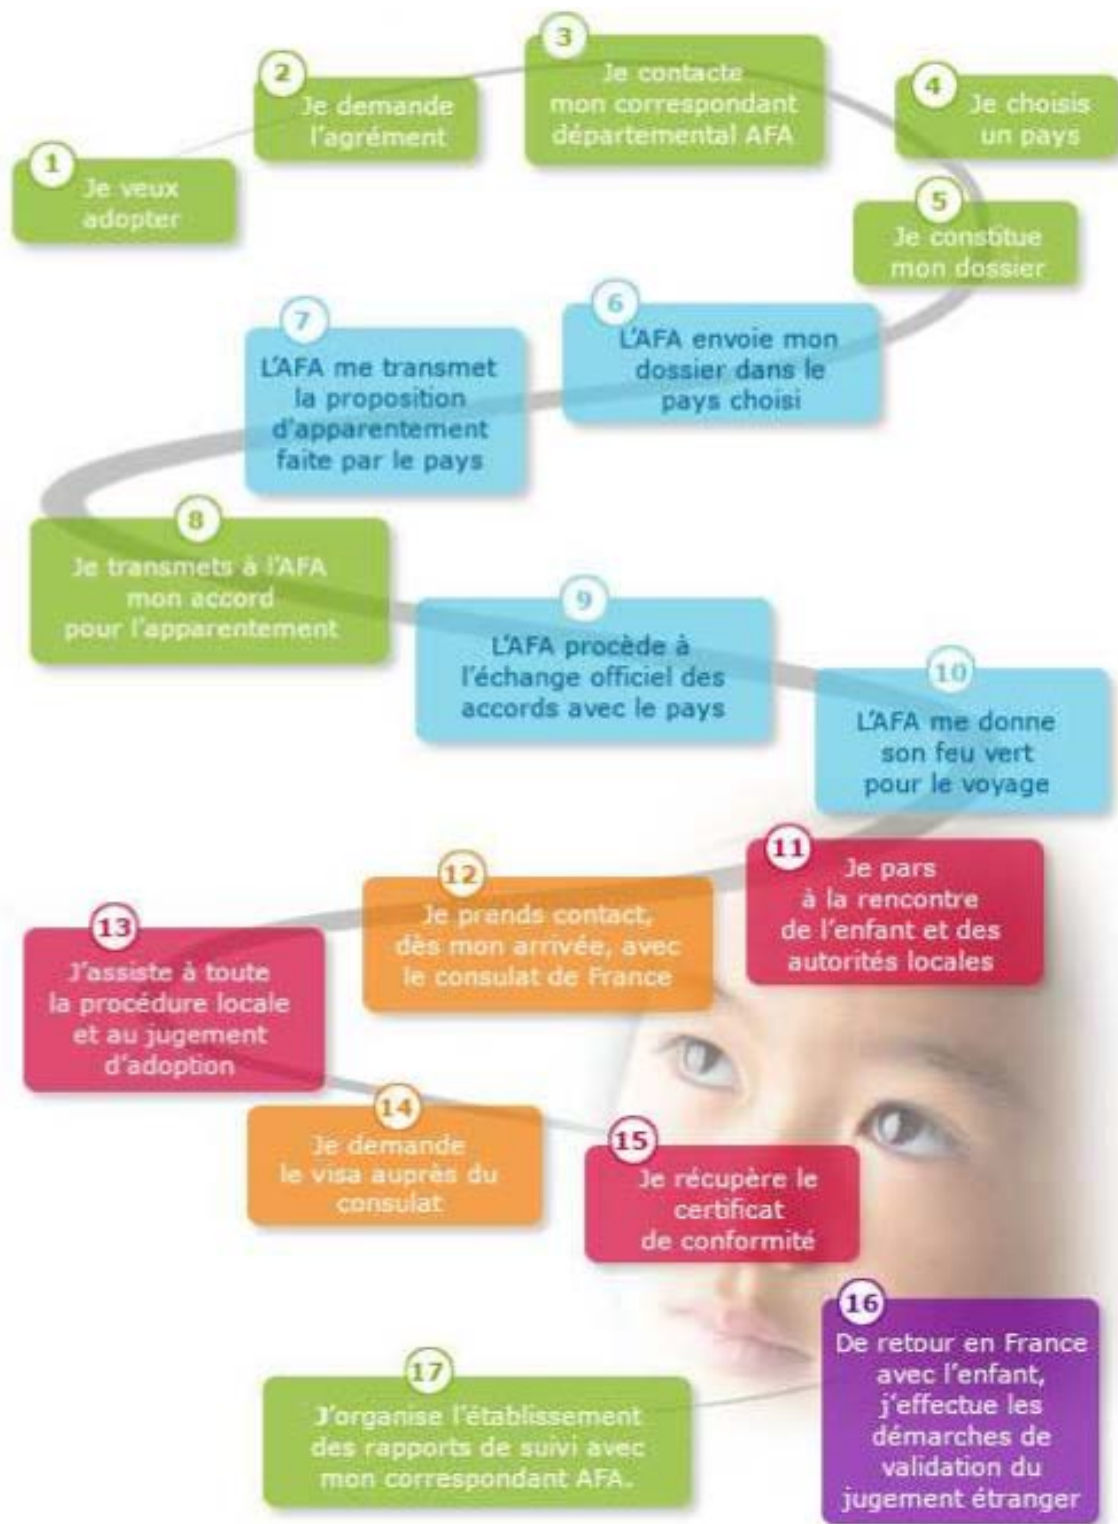 1
Je veux
adopter
2
Je demande
l'agrément
3
Je contacte
mon correspondant
départemental AFA
4
Je choisis
un pays
5
Je constitue
mon dossier
6
L'AFA envoie mon
dossier dans le
pays choisi
7
L'AFA me transmet
la proposition
d'apparentement
faite par le pays
8
Je transmets à l'AFA
mon accord
pour l'apparentement
9
L'AFA procède à
l'échange officiel des
accords avec le pays
10
L'AFA me donne
son feu vert
pour le voyage
11
Je pars
à la rencontre
de l'enfant et des
autorités locales
12
Je prends contact,
dès mon arrivée, avec
le consulat de France
13
J'assiste à toute
la procédure locale
et au jugement
d'adoption
14
Je demande
le visa auprès du
consulat
15
Je récupère le
certificat
de conformité
16
De retour en France
avec l'enfant,
j'effectue les
démarches de
validation du
jugement étranger
17
J'organise l'établissement
des rapports de suivi avec
mon correspondant AFA.